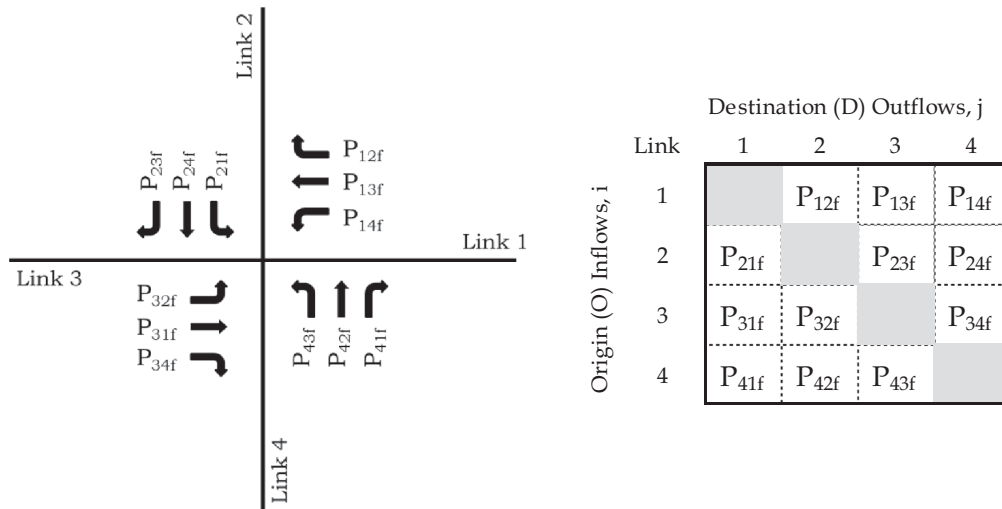 Link 2
P23f
P24f
P21f
P12f
P13f
P14f
Link 1
Link 3
P32f
P31f
P34f
P43f
P42f
P41f
Link 4
Destination (D) Outflows, j
Link 1 2 3 4
Origin (O) Inflows, i
1 P12f P13f P14f
2 P21f P23f P24f
3 P31f P32f P34f
4 P41f P42f P43f